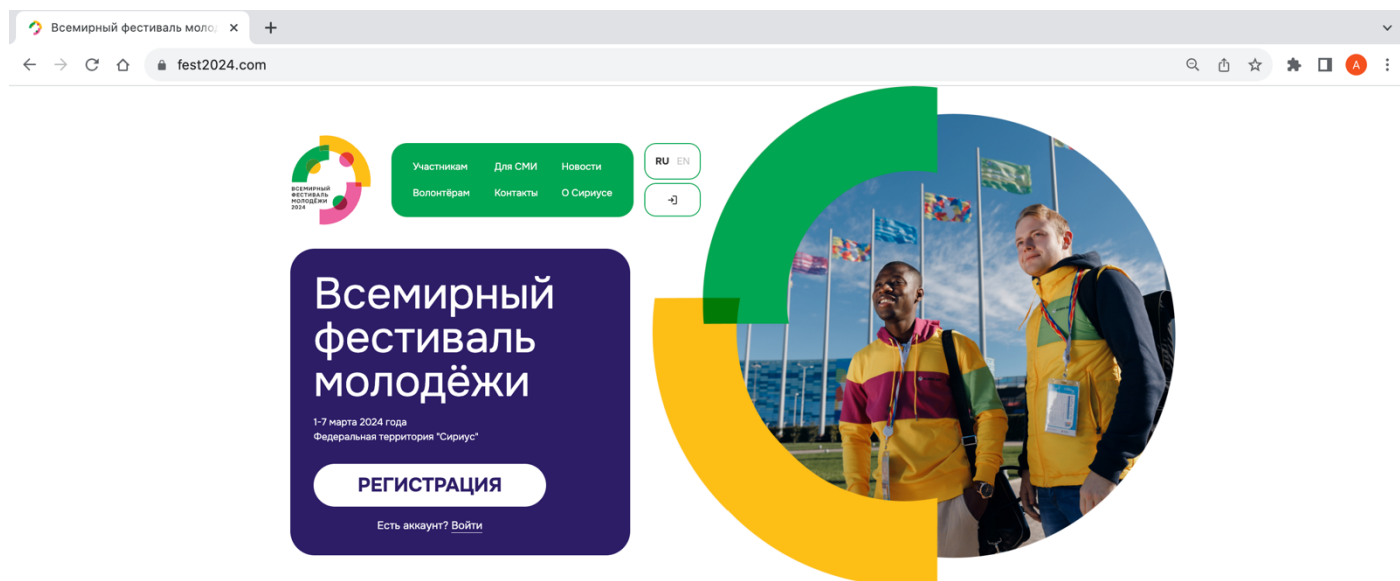 Всемирный фестиваль моло
fest2024.com
A
ВСЕМИРНЫЙ
ФЕСТИВАЛЬ
МОЛОДЁЖИ
2024
Участникам Для СМИ Новости
Волонтёрам Контакты О Сириусе
RU EN
Всемирный
фестиваль
молодёжи
1-7 марта 2024 года
Федеральная территория "Сириус"
РЕГИСТРАЦИЯ
Есть аккаунт? Войти